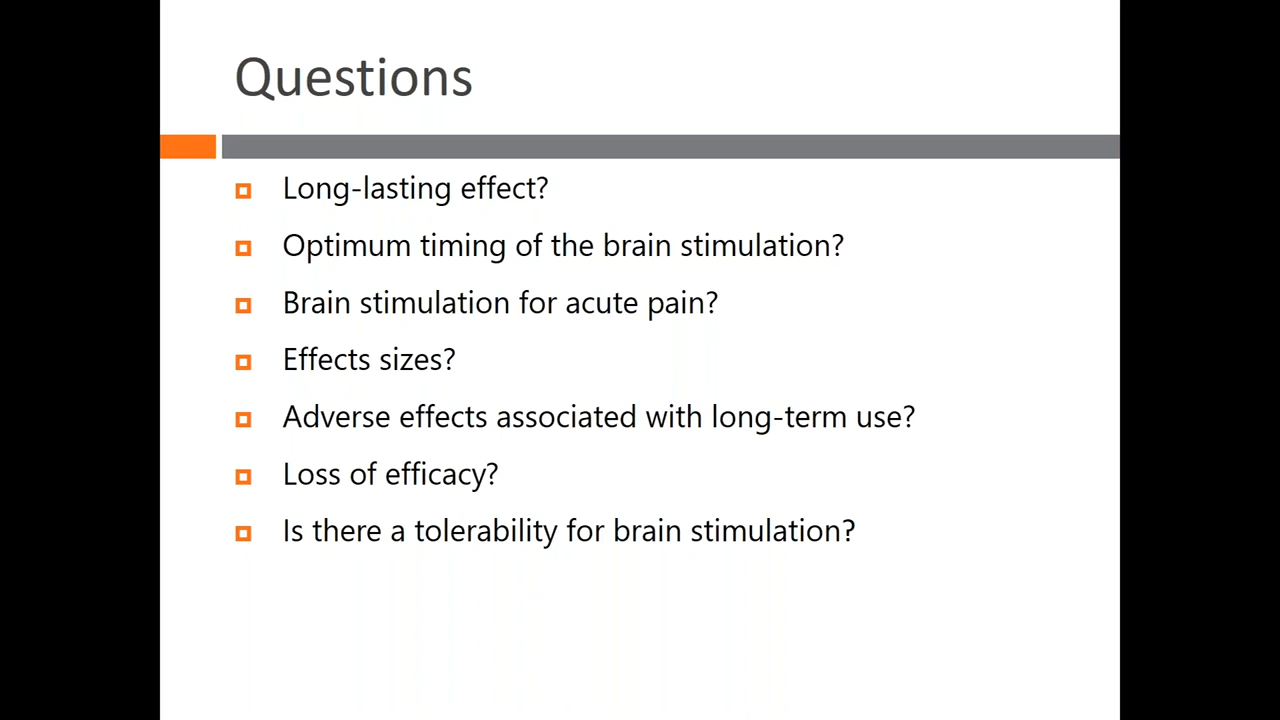 Questions
Long-lasting effect?
Optimum timing of the brain stimulation?
Brain stimulation for acute pain?
Effects sizes?
Adverse effects associated with long-term use?
Loss of efficacy?
Is there a tolerability for brain stimulation?